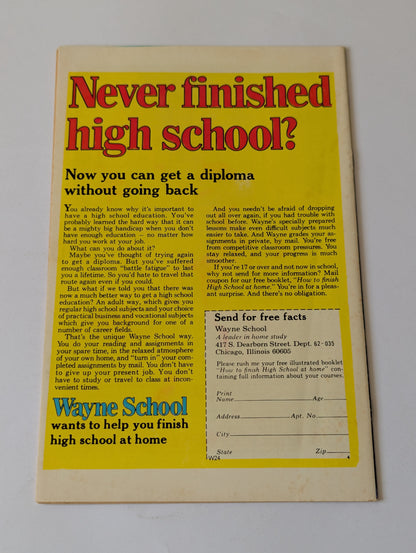 Never finished
high school?
Now you can get a diploma
without going back
You already know why it's important to
have a high school education. You've
probably learned the hard way that it can
be a mighty big handicap when you don't
have enough education – no matter how
hard you work at your job.
What can you do about it?
Maybe you've thought of trying again
to get a diploma. But you've suffered
enough classroom "battle fatigue" to last
you a lifetime. So you'd hate to travel that
route again even if you could.
But what if we told you that there was
now a much better way to get a high school
education? An adult way, which gives you
regular high school subjects and your choice
of practical business and vocational subjects
which give you background for one of a
number of career fields.
That's the unique Wayne School way.
You do your reading and assignments in
your spare time, in the relaxed atmosphere
of your own home, and "turn in" your com-
pleted assignments by mail. You don't have
to give up your present job. You don't
have to study or travel to class at incon-
venient times.
Wayne School
wants to help you finish
high school at home
And you needn't be afraid of dropping
out all over again, if you had trouble with
school before. Wayne's specially prepared
lessons make even difficult subjects much
easier to take. And Wayne grades your as-
signments in private, by mail. You're free
from competitive classroom pressures. You
stay relaxed, and your progress is much
smoother.
If you're 17 or over and not now in school,
why not send for more information? Mail
coupon for our free booklet, "How to finish
High School at home." You're in for a pleas-
ant surprise. And there's no obligation.
Send for free facts
Wayne School
A leader in home study
417 S. Dearborn Street. Dept. 62-035
Chicago, Illinois 60605
Please rush me your free illustrated booklet
"How to finish High School at home" con-
taining full information about your courses.
Print
Name Age
Address Apt. No
City
State Zip
W24 4